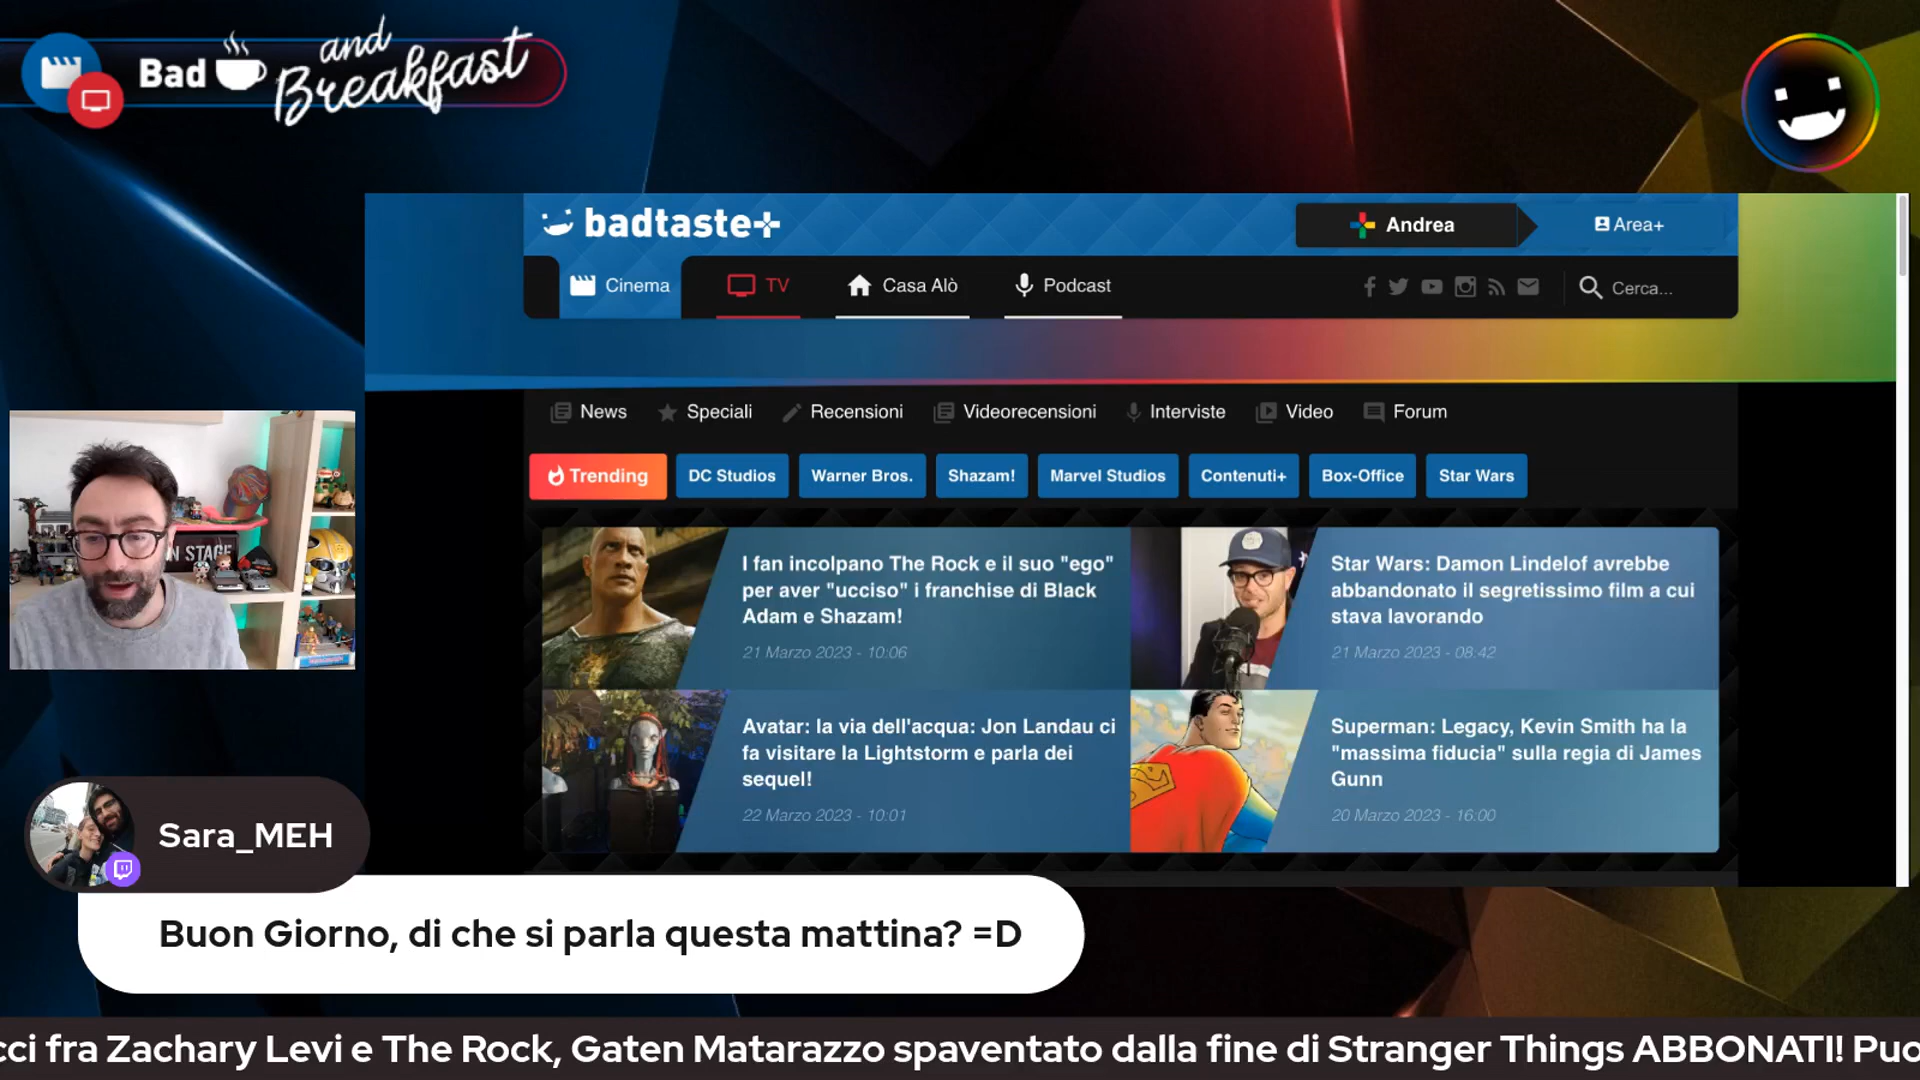 Bad and Breakfast
badtaste+
Andrea
Area+
Cinema
TV
Casa Alò
Podcast
Cerca...
News
Speciali
Recensioni
Videorecensioni
Interviste
Video
Forum
Trending
DC Studios
Warner Bros.
Shazam!
Marvel Studios
Contenuti+
Box-Office
Star Wars
I fan incolpano The Rock e il suo "ego"
per aver "ucciso" i franchise di Black
Adam e Shazam!
21 Marzo 2023 - 10:06
Star Wars: Damon Lindelof avrebbe
abbandonato il segretissimo film a cui
stava lavorando
21 Marzo 2023 - 08:42
Avatar: la via dell'acqua: Jon Landau ci
fa visitare la Lightstorm e parla dei
sequel!
22 Marzo 2023 - 10:01
Superman: Legacy, Kevin Smith ha la
"massima fiducia" sulla regia di James
Gunn
20 Marzo 2023 - 16:00
N STAGE
Sara_MEH
Buon Giorno, di che si parla questa mattina? =D
cci fra Zachary Levi e The Rock, Gaten Matarazzo spaventato dalla fine di Stranger Things ABBONATI! Puo